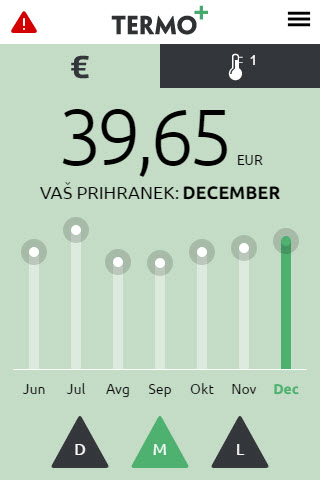 TERMO+
€
1
39,65 EUR
VAŠ PRIHRANEK: DECEMBER
Jun Jul Avg Sep Okt Nov Dec
D M L